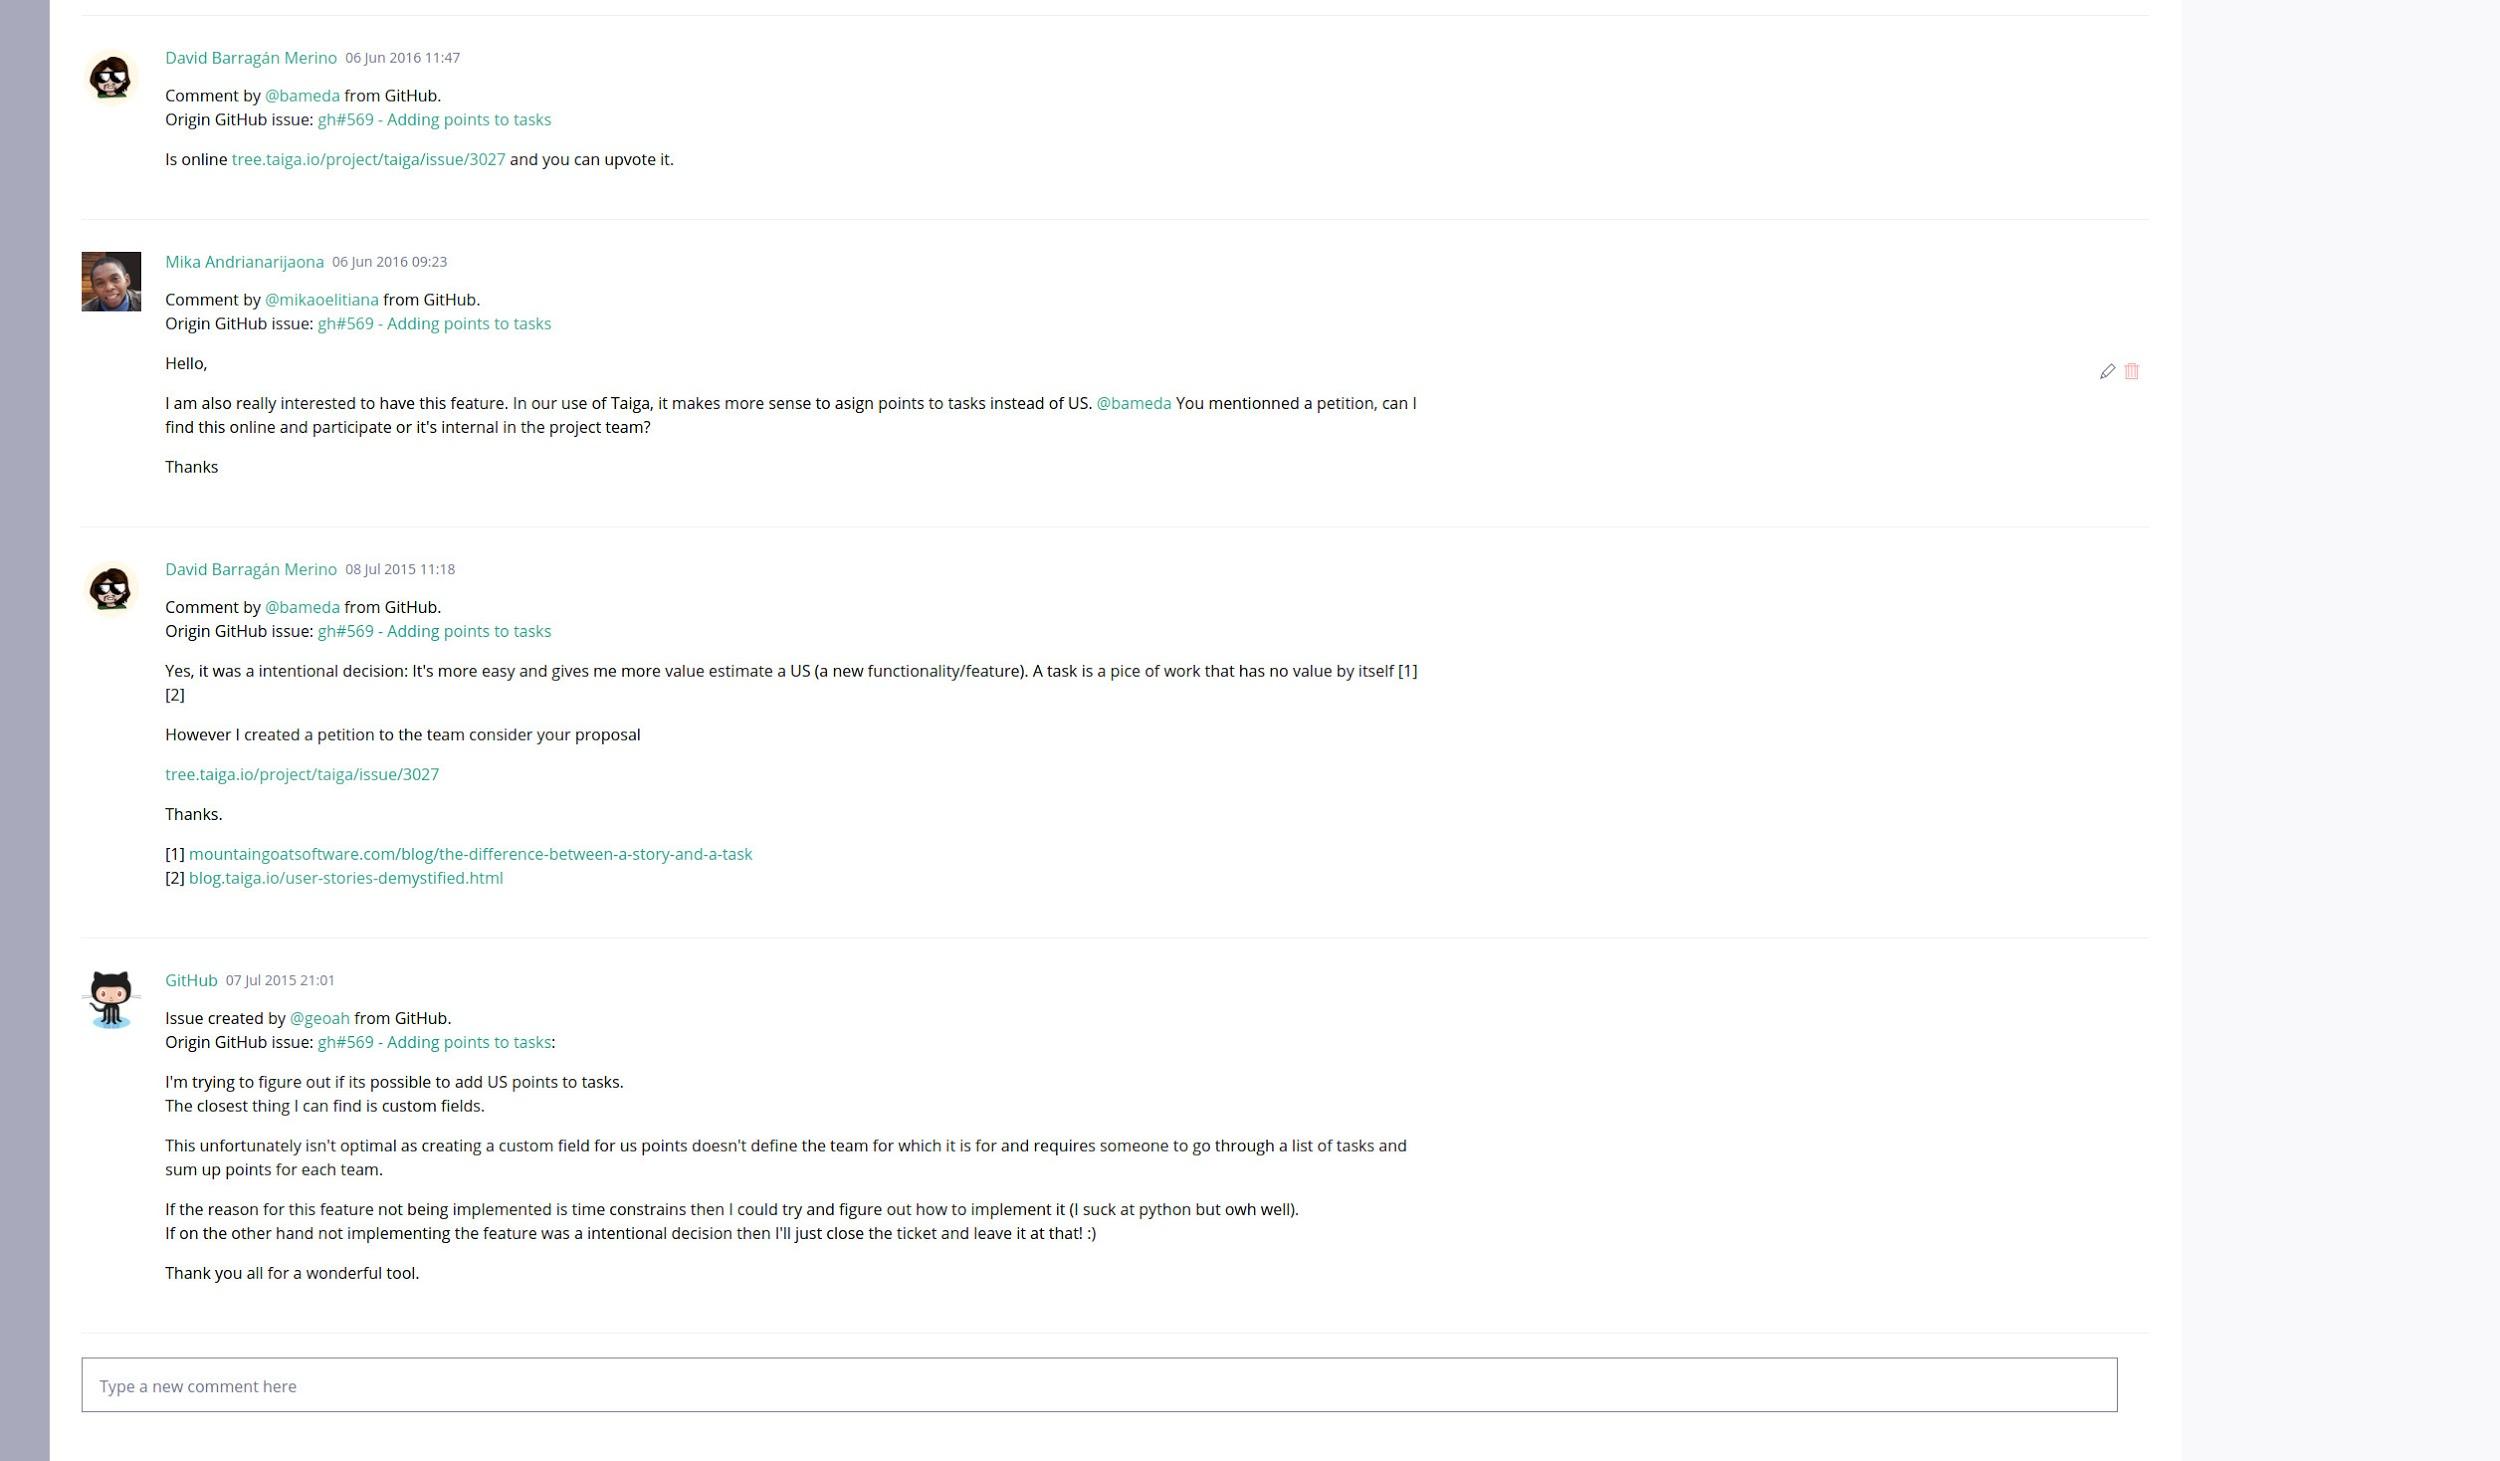 David Barragán Merino 06 Jun 2016 11:47
Comment by @bameda from GitHub.
Origin GitHub issue: gh#569 - Adding points to tasks
Is online tree.taiga.io/project/taiga/issue/3027 and you can upvote it.
Mika Andrianarijaona 06 Jun 2016 09:23
Comment by @mikaoelitiana from GitHub.
Origin GitHub issue: gh#569 - Adding points to tasks
Hello,
I am also really interested to have this feature. In our use of Taiga, it makes more sense to asign points to tasks instead of US. @bameda You mentionned a petition, can I
find this online and participate or it's internal in the project team?
Thanks
David Barragán Merino 08 Jul 2015 11:18
Comment by @bameda from GitHub.
Origin GitHub issue: gh#569 - Adding points to tasks
Yes, it was a intentional decision: It's more easy and gives me more value estimate a US (a new functionality/feature). A task is a pice of work that has no value by itself [1]
[2]
However I created a petition to the team consider your proposal
tree.taiga.io/project/taiga/issue/3027
Thanks.
[1] mountaingoatsoftware.com/blog/the-difference-between-a-story-and-a-task
[2] blog.taiga.io/user-stories-demystified.html
GitHub 07 Jul 2015 21:01
Issue created by @geoah from GitHub.
Origin GitHub issue: gh#569 - Adding points to tasks:
I'm trying to figure out if its possible to add US points to tasks.
The closest thing I can find is custom fields.
This unfortunately isn't optimal as creating a custom field for us points doesn't define the team for which it is for and requires someone to go through a list of tasks and
sum up points for each team.
If the reason for this feature not being implemented is time constrains then I could try and figure out how to implement it (I suck at python but owh well).
If on the other hand not implementing the feature was a intentional decision then I'll just close the ticket and leave it at that! :)
Thank you all for a wonderful tool.
Type a new comment here